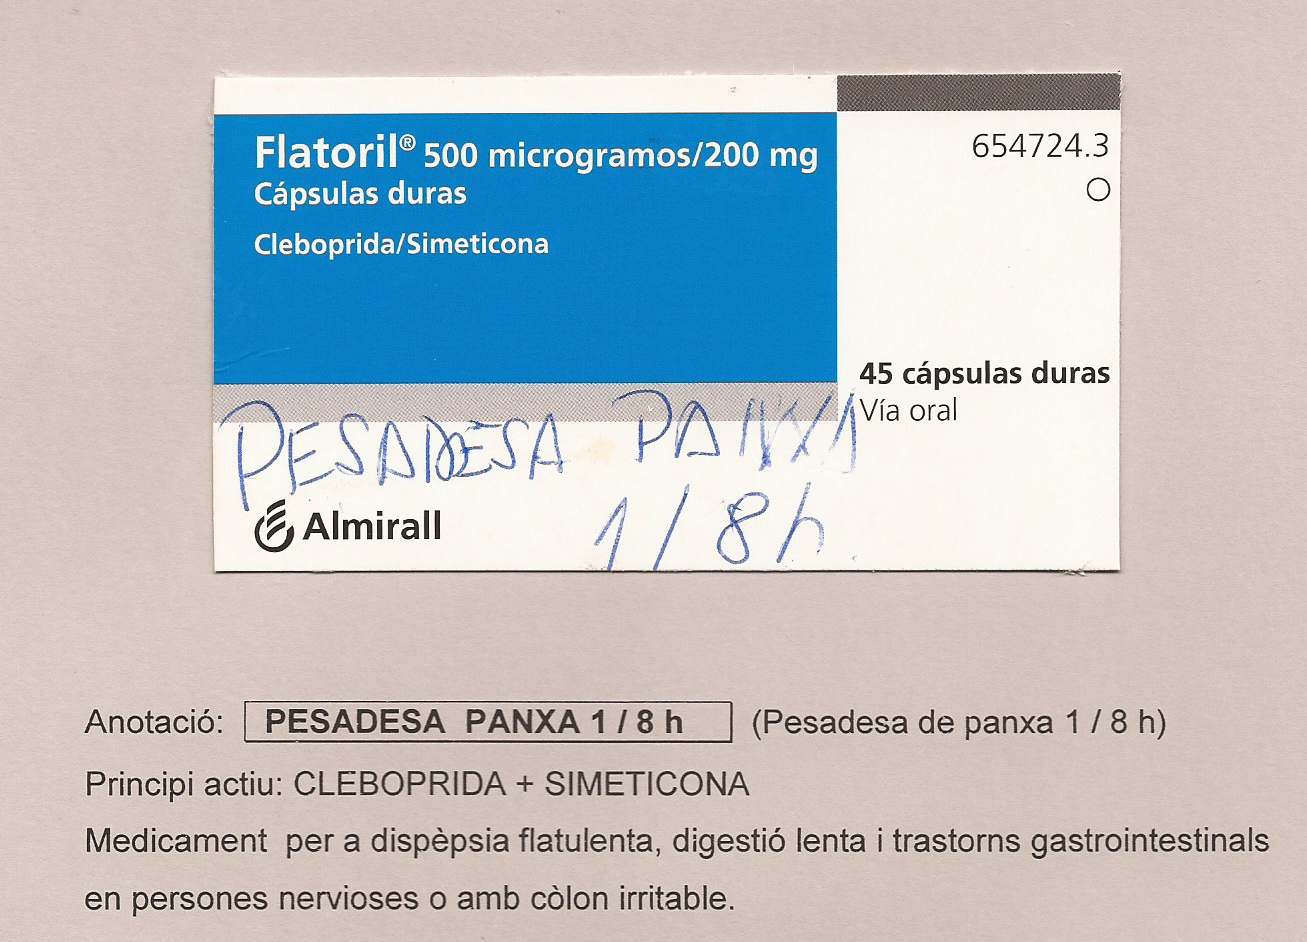 Flatoril® 500 microgramos/200 mg
Cápsulas duras
Cleboprida/Simeticona
654724.3
45 cápsulas duras
Vía oral
PESADESA PANXA
1 / 8 h.
Almirall
Anotació: PESADESA PANXA 1 / 8 h (Pesadesa de panxa 1 / 8 h)
Principi actiu: CLEBOPRIDA + SIMETICONA
Medicament per a dispèpsia flatulenta, digestió lenta i trastorns gastrointestinals
en persones nervioses o amb còlon irritable.